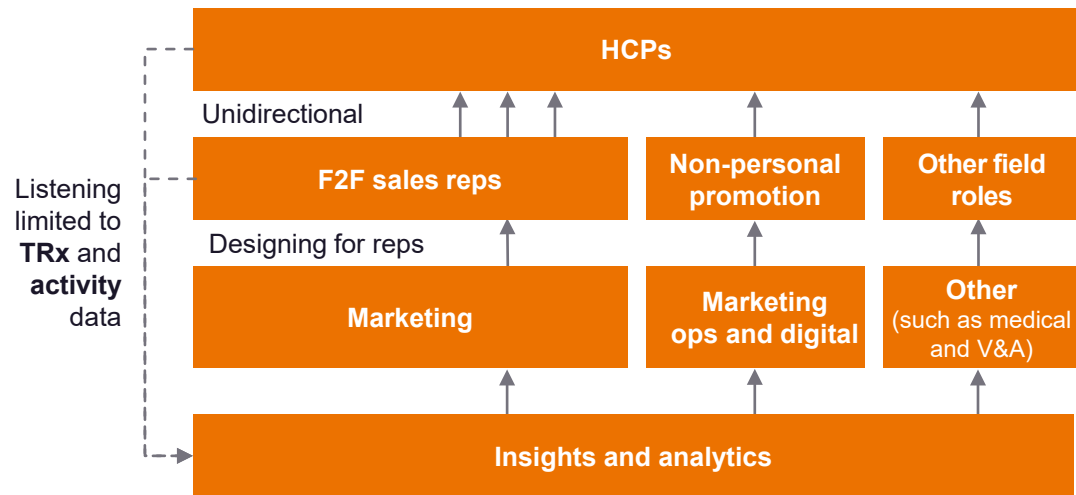 HCPs
Unidirectional
F2F sales reps
Non-personal
promotion
Other field
roles
Listening
limited to
TRx and
activity
data
Designing for reps
Marketing
Marketing
ops and digital
Other
(such as medical
and V&A)
Insights and analytics